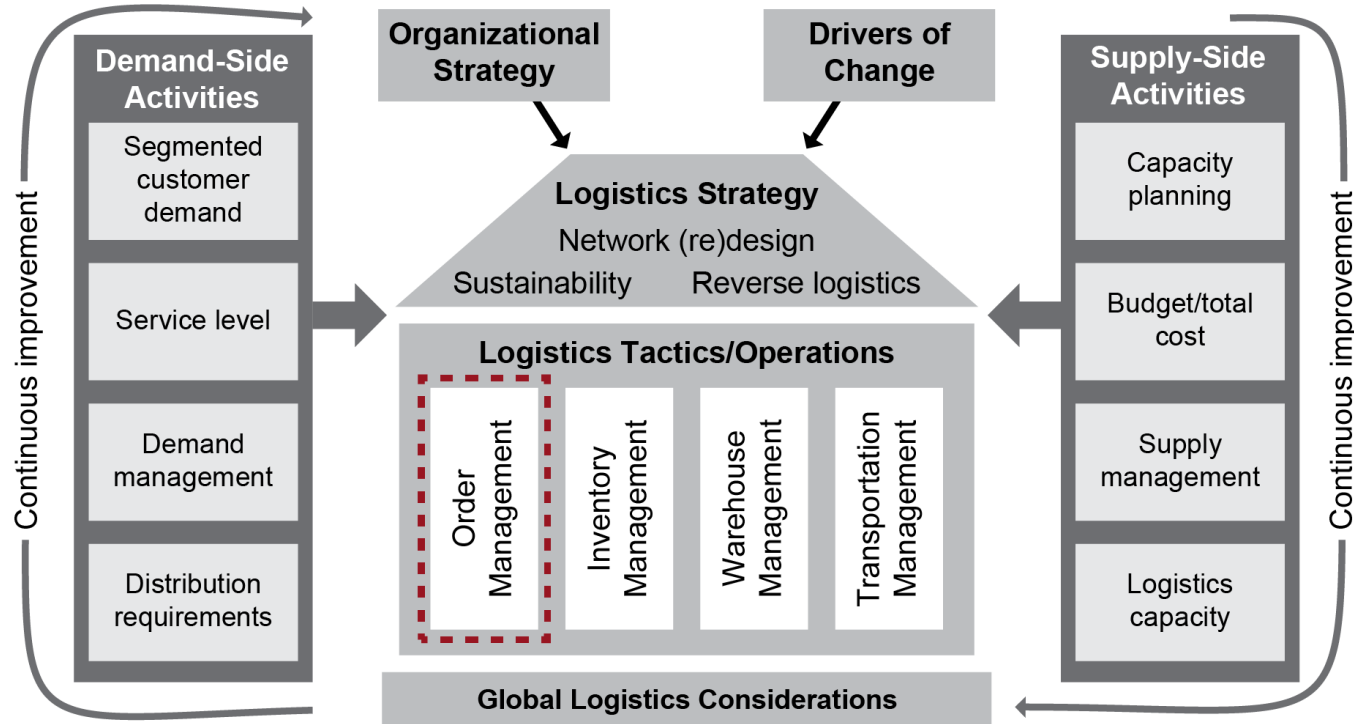 Continuous improvement
Demand-Side
Activities
Segmented
customer
demand
Service level
Demand
management
Distribution
requirements
Organizational
Strategy
Drivers of
Change
Logistics Strategy
Network (re)design
Sustainability
Reverse logistics
Logistics Tactics/Operations
Order
Management
Inventory
Management
Warehouse
Management
Transportation
Management
Global Logistics Considerations
Supply-Side
Activities
Capacity
planning
Budget/total
cost
Supply
management
Logistics
capacity
Continuous improvement